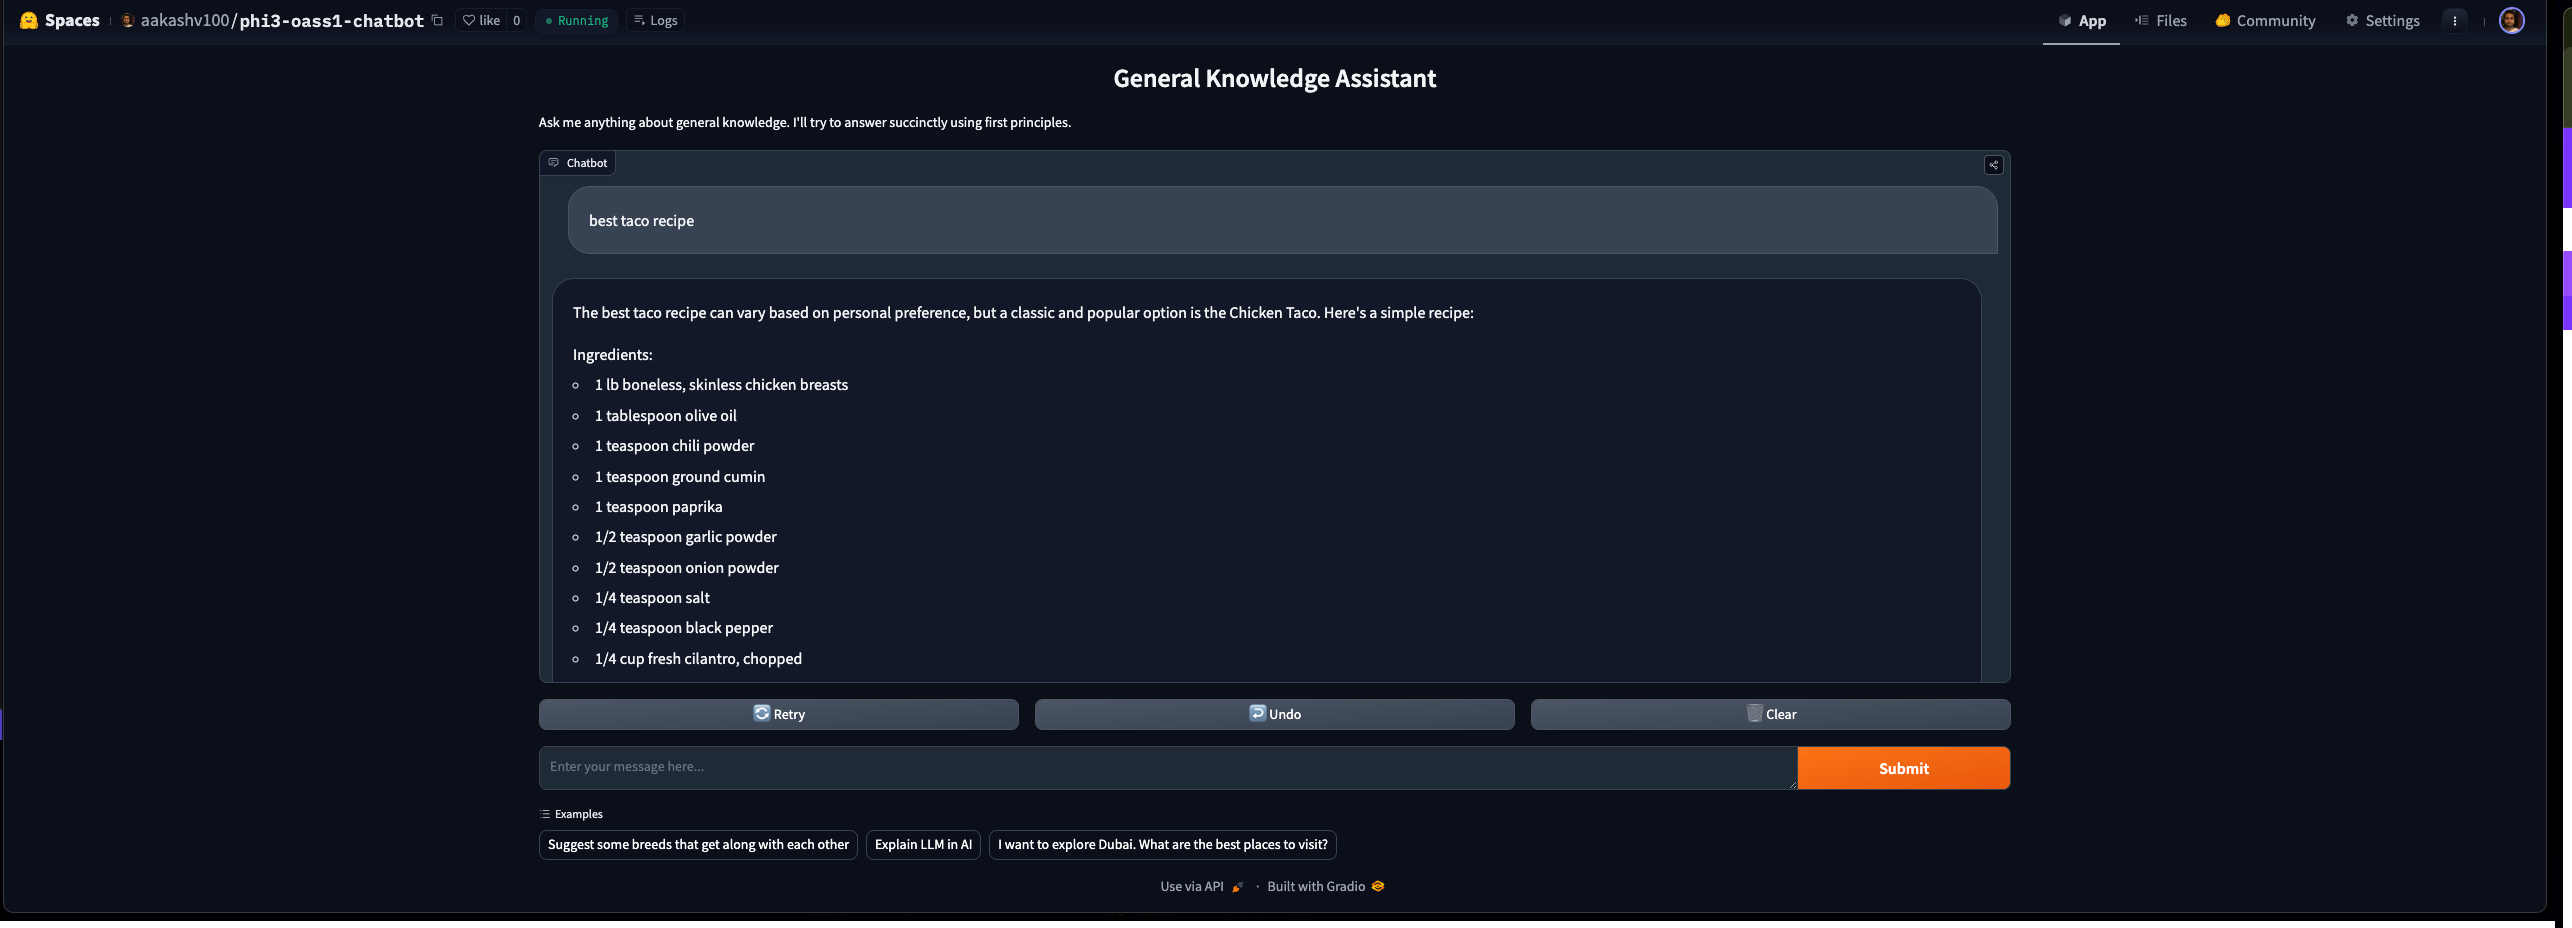 Spaces aakashv100/phi3-oass1-chatbot like 0 Running Logs App Files Community Settings
General Knowledge Assistant
Ask me anything about general knowledge. I'll try to answer succinctly using first principles.
Chatbot
best taco recipe
The best taco recipe can vary based on personal preference, but a classic and popular option is the Chicken Taco. Here's a simple recipe:
Ingredients:
1 lb boneless, skinless chicken breasts
1 tablespoon olive oil
1 teaspoon chili powder
1 teaspoon ground cumin
1 teaspoon paprika
1/2 teaspoon garlic powder
1/2 teaspoon onion powder
1/4 teaspoon salt
1/4 teaspoon black pepper
1/4 cup fresh cilantro, chopped
Retry Undo Clear
Enter your message here...
Submit
Examples
Suggest some breeds that get along with each other Explain LLM in AI I want to explore Dubai. What are the best places to visit?
Use via API · Built with Gradio